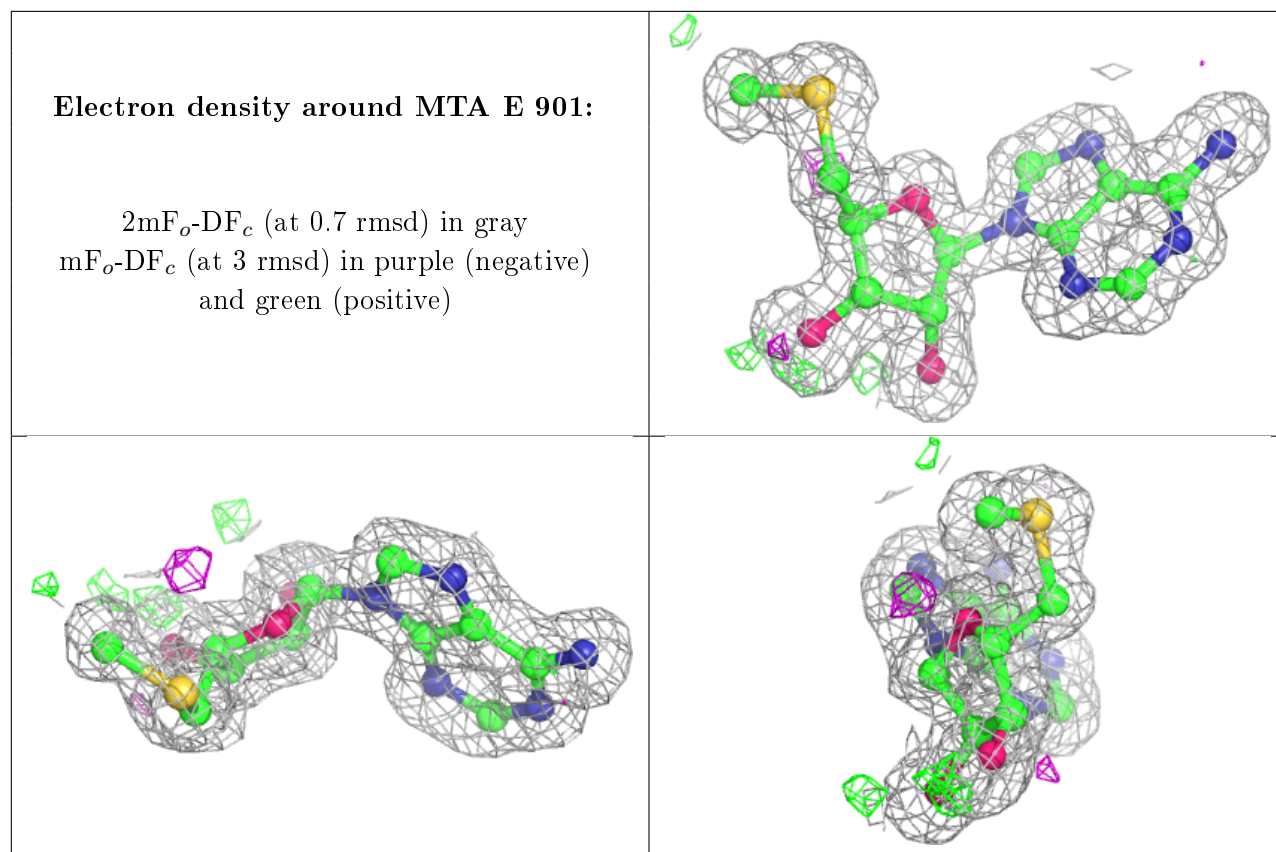 Electron density around MTA E 901:
2mFₒ-DF𝒸 (at 0.7 rmsd) in gray
mFₒ-DF𝒸 (at 3 rmsd) in purple (negative)
and green (positive)